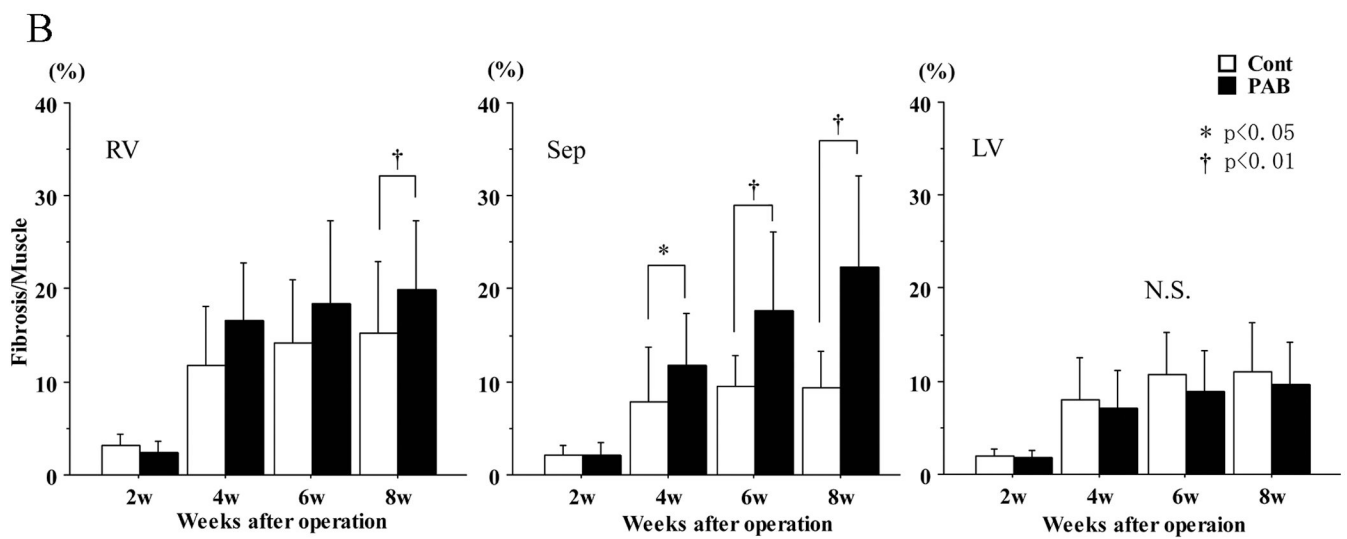 B
(%)
40
30
20
10
0
Fibrosis/Muscle
RV
†
2w 4w 6w 8w
Weeks after operation
(%)
40
30
20
10
0
Sep
*
†
†
2w 4w 6w 8w
Weeks after operation
(%)
40
30
20
10
0
LV
N.S.
2w 4w 6w 8w
Weeks after operaion
Cont
PAB
* p<0.05
† p<0.01